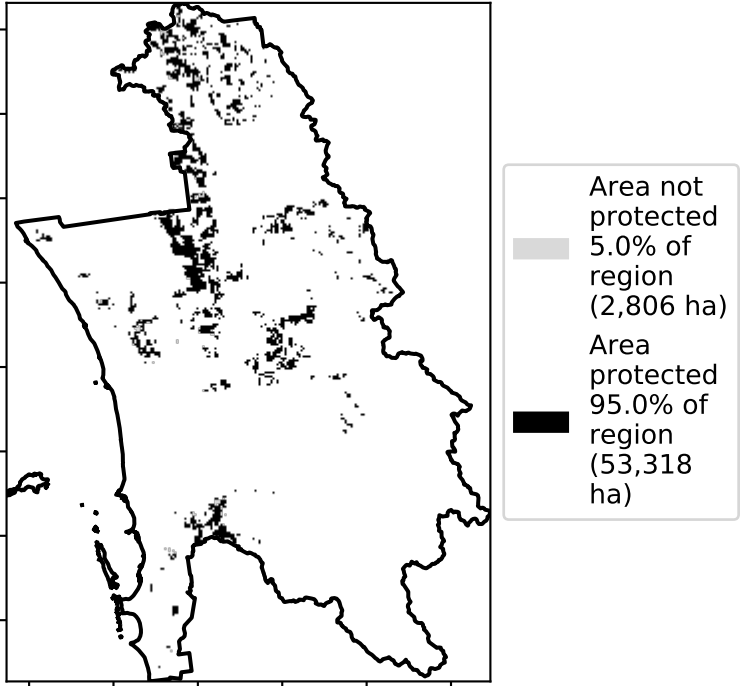 Area not
protected
5.0% of
region
(2,806 ha)
Area
protected
95.0% of
region
(53,318
ha)